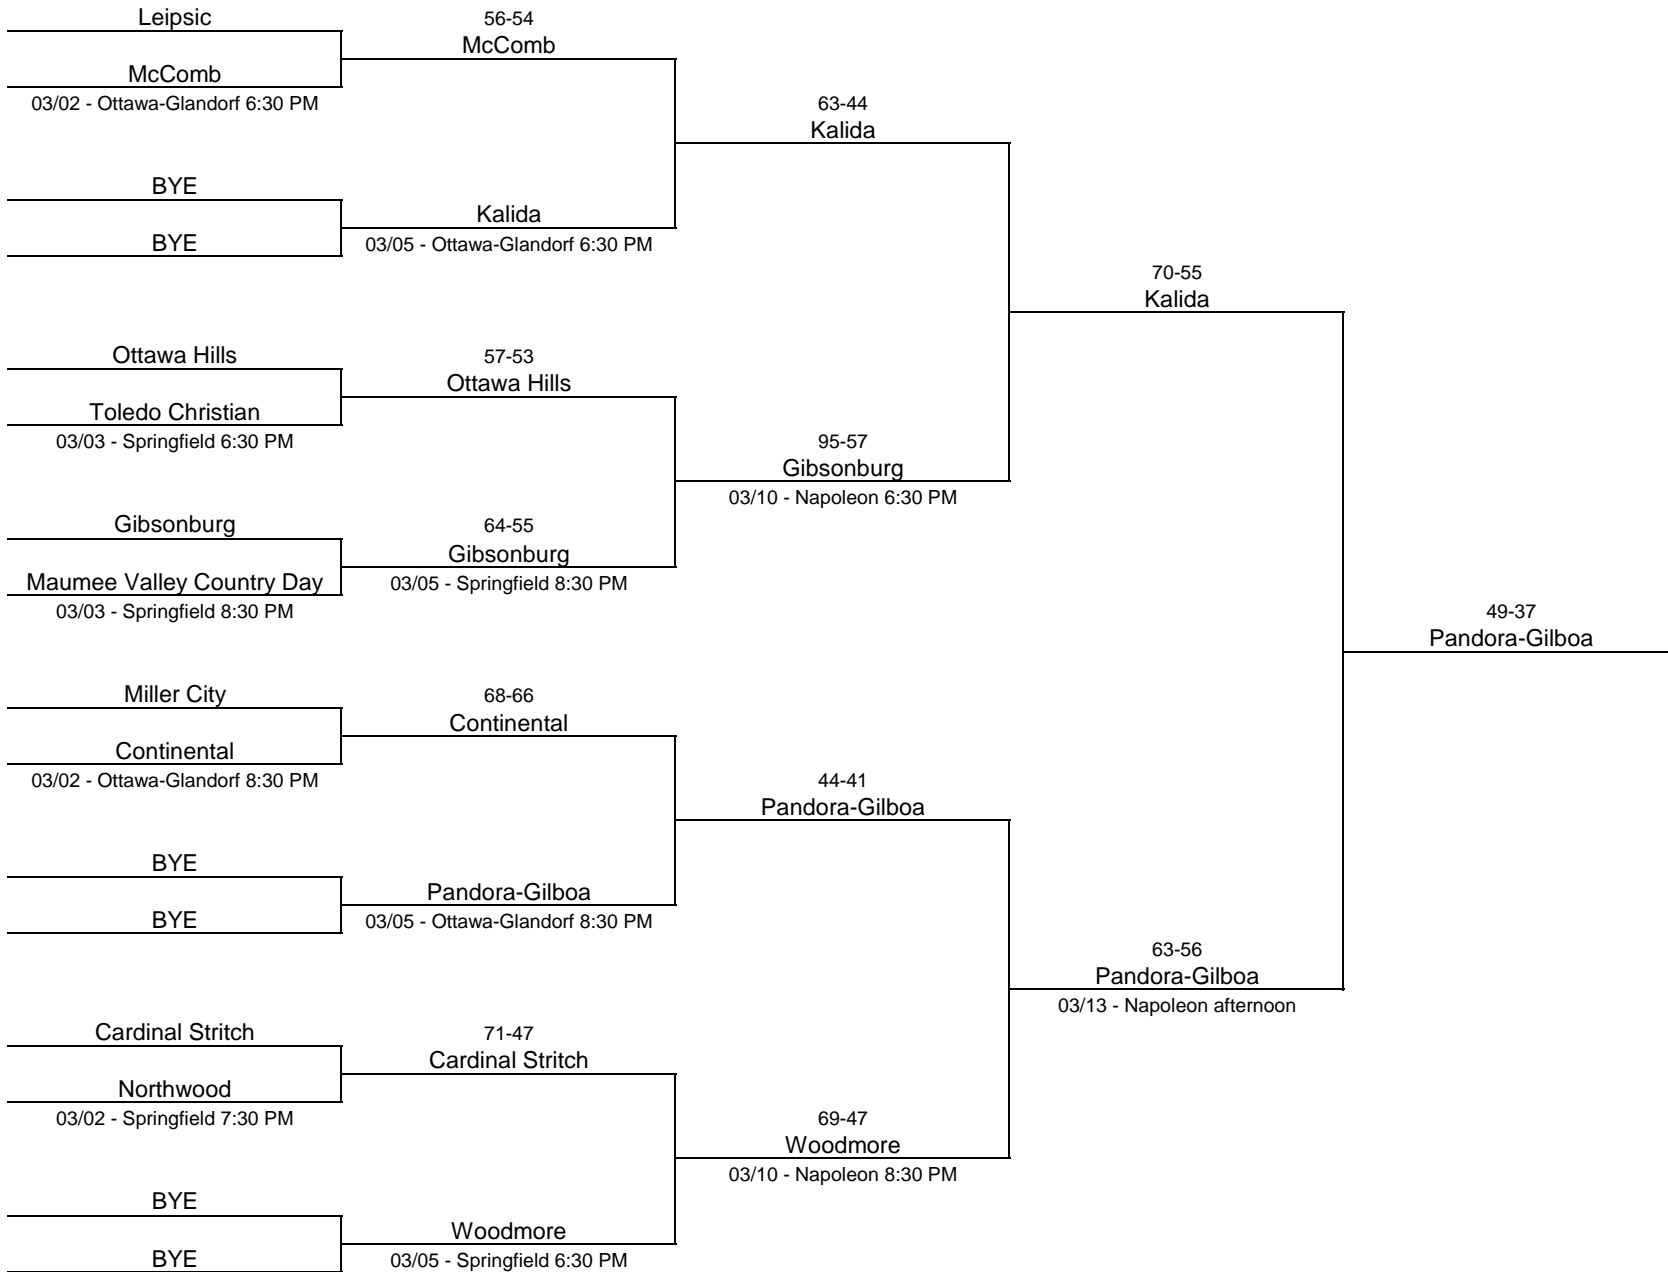 Leipsic
McComb
03/02 - Ottawa-Glandorf 6:30 PM
BYE
BYE
Ottawa Hills
Toledo Christian
03/03 - Springfield 6:30 PM
Gibsonburg
Maumee Valley Country Day
03/03 - Springfield 8:30 PM
Miller City
Continental
03/02 - Ottawa-Glandorf 8:30 PM
BYE
BYE
Cardinal Stritch
Northwood
03/02 - Springfield 7:30 PM
BYE
BYE
56-54
McComb
Kalida
03/05 - Ottawa-Glandorf 6:30 PM
57-53
Ottawa Hills
64-55
Gibsonburg
03/05 - Springfield 8:30 PM
68-66
Continental
Pandora-Gilboa
03/05 - Ottawa-Glandorf 8:30 PM
71-47
Cardinal Stritch
Woodmore
03/05 - Springfield 6:30 PM
63-44
Kalida
95-57
Gibsonburg
03/10 - Napoleon 6:30 PM
44-41
Pandora-Gilboa
69-47
Woodmore
03/10 - Napoleon 8:30 PM
70-55
Kalida
63-56
Pandora-Gilboa
03/13 - Napoleon afternoon
49-37
Pandora-Gilboa